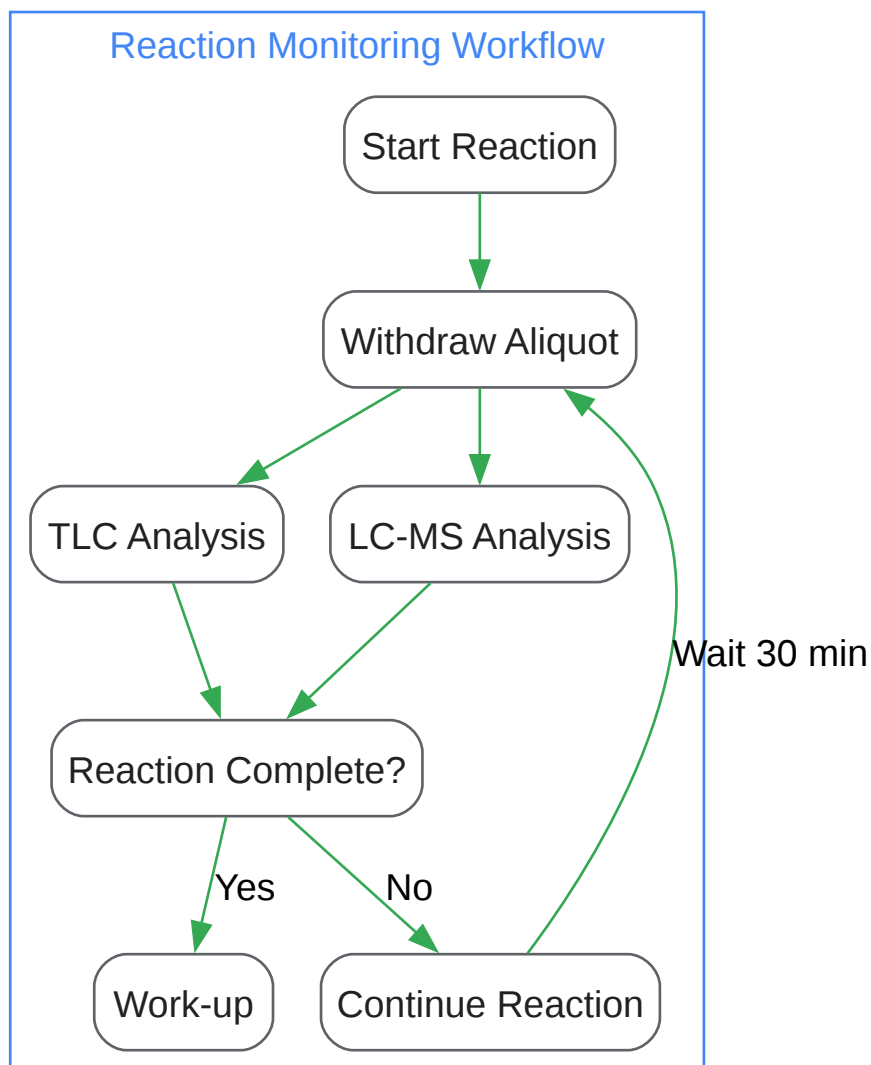 Reaction Monitoring Workflow
Start Reaction
Withdraw Aliquot
TLC Analysis
LC-MS Analysis
Wait 30 min
Reaction Complete?
Yes
No
Work-up
Continue Reaction